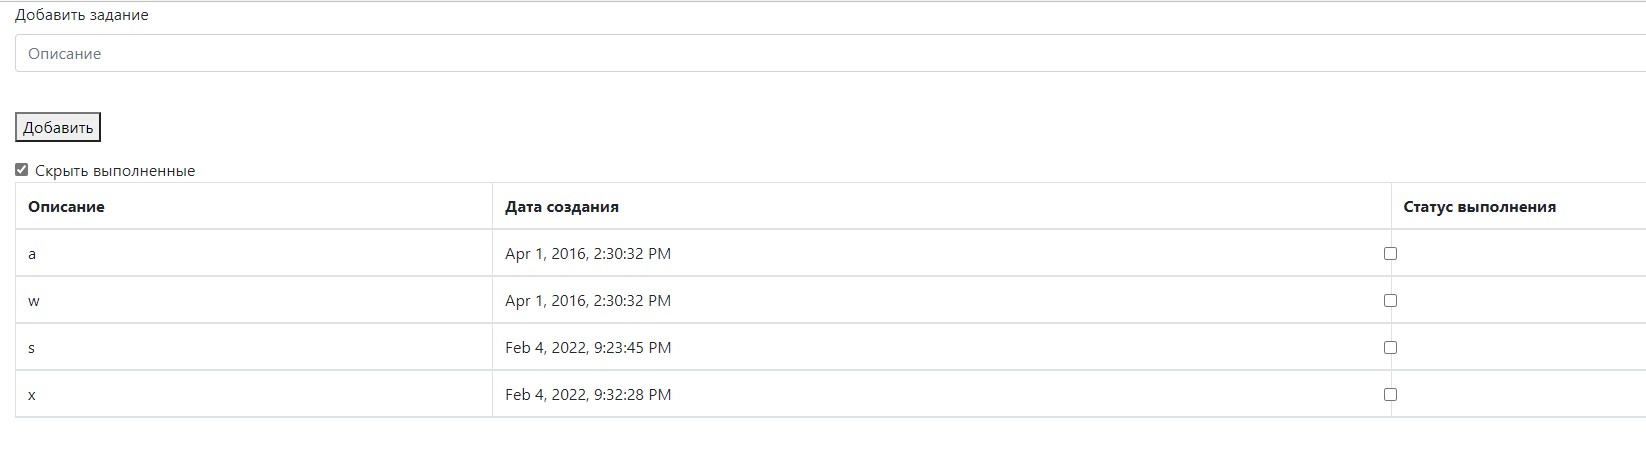 Добавить задание
Описание
Добавить
Скрыть выполненные
Описание Дата создания Статус выполнения
a Apr 1, 2016, 2:30:32 PM
w Apr 1, 2016, 2:30:32 PM
s Feb 4, 2022, 9:23:45 PM
x Feb 4, 2022, 9:32:28 PM